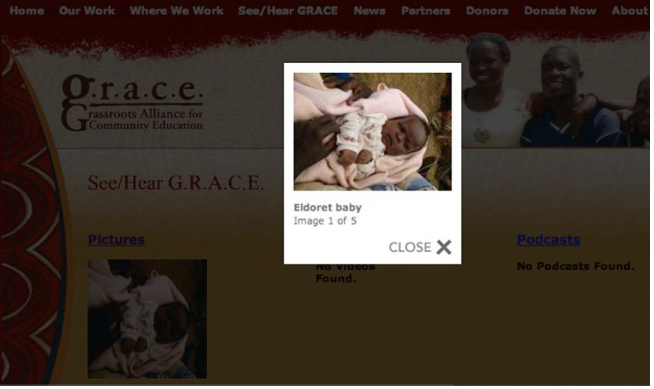 Home Our Work Where We Work See/Hear GRACE News Partners Donors Donate Now About
g.r.a.c.e.
Grassroots Alliance for
Community Education
See/Hear G.R.A.C.E.
Eldoret baby
Image 1 of 5
CLOSE
Pictures
Podcasts
No Videos
Found.
No Podcasts Found.